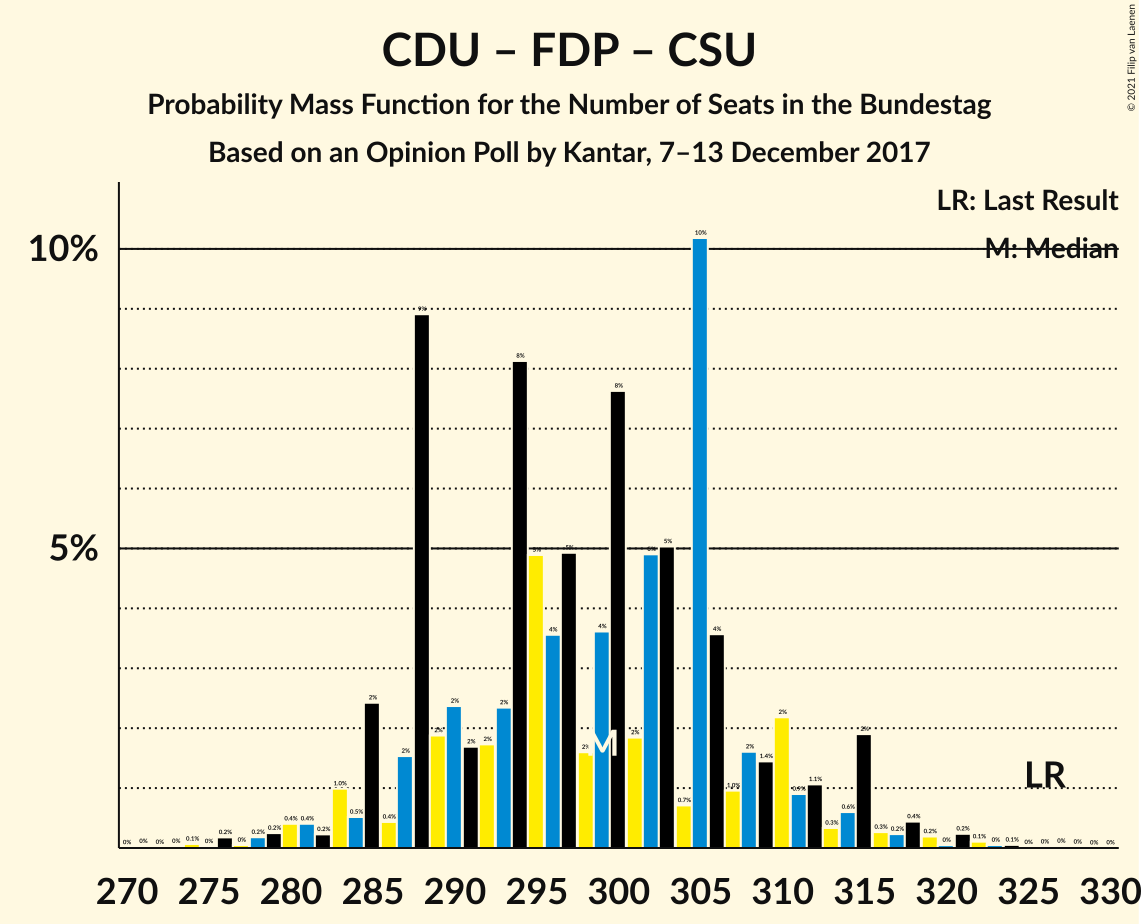 CDU – FDP – CSU
Probability Mass Function for the Number of Seats in the Bundestag
Based on an Opinion Poll by Kantar, 7–13 December 2017
© 2021 Filip van Laenen
LR: Last Result
M: Median
10%
5%
0% 0% 0% 0% 0.1% 0% 0.2% 0% 0.2% 0.2% 0.4% 0.4% 0.2% 1.0% 0.5% 2% 0.4% 2% 9% 2% 2% 2% 2% 2% 8% 5% 4% 5% 2% 4% 8% 2% 5% 5% 0.7% 10% 4% 1.0% 2% 1.4% 2% 0.9% 1.1% 0.3% 0.6% 2% 0.3% 0.2% 0.4% 0.2% 0% 0.2% 0.1% 0% 0.1% 0% 0% 0% 0% 0% 0%
M
LR
270 275 280 285 290 295 300 305 310 315 320 325 330